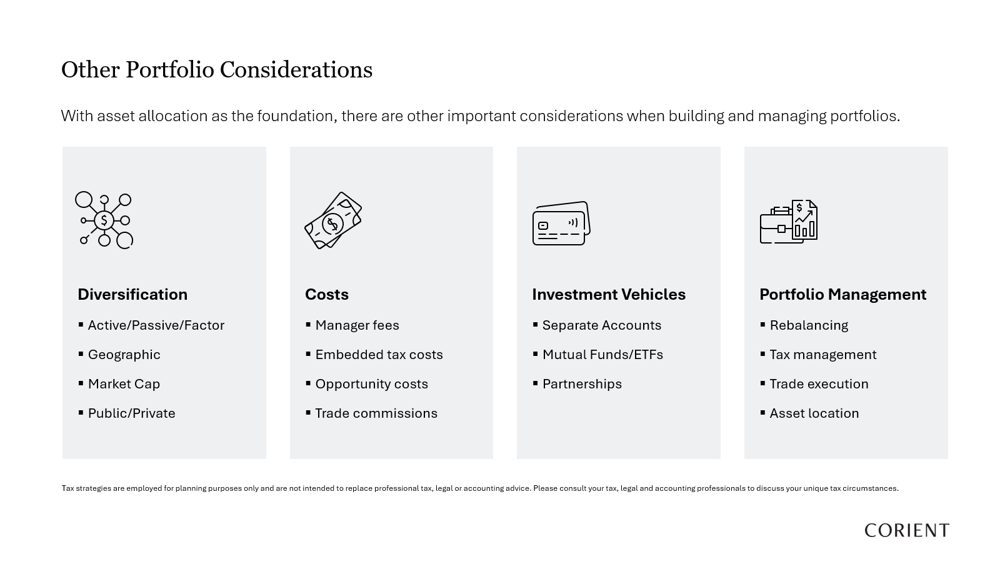 Other Portfolio Considerations
With asset allocation as the foundation, there are other important considerations when building and managing portfolios.
$
Diversification
▪ Active/Passive/Factor
▪ Geographic
▪ Market Cap
▪ Public/Private
$
Costs
▪ Manager fees
▪ Embedded tax costs
▪ Opportunity costs
▪ Trade commissions
Investment Vehicles
▪ Separate Accounts
▪ Mutual Funds/ETFs
▪ Partnerships
$
Portfolio Management
▪ Rebalancing
▪ Tax management
▪ Trade execution
▪ Asset location
Tax strategies are employed for planning purposes only and are not intended to replace professional tax, legal or accounting advice. Please consult your tax, legal and accounting professionals to discuss your unique tax circumstances.
CORIENT